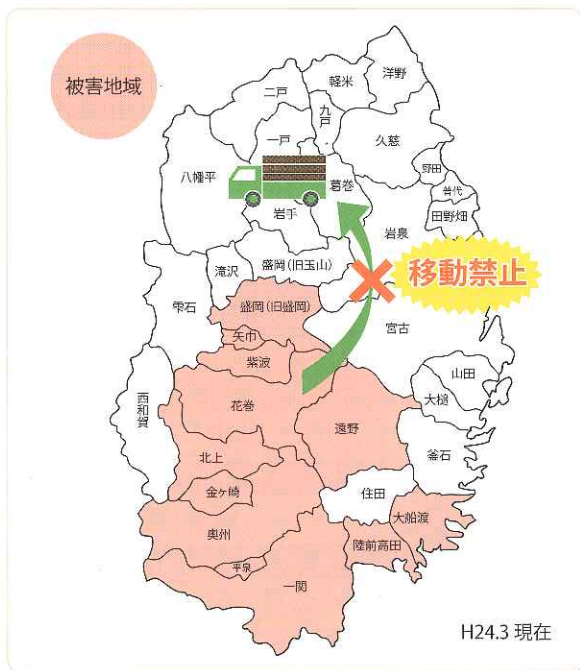 被害地域
洋野
軽米
二戸
九戸
一戸
久慈
八幡平
葛巻
野田
普代
田野畑
岩手
岩泉
盛岡(旧玉山)
滝沢
移動禁止
雫石
盛岡(旧盛岡)
宮古
矢巾
紫波
山田
大槌
西和賀
花巻
遠野
釜石
北上
金ヶ崎
住田
大船渡
奥州
陸前高田
平泉
一関
H24.3 現在